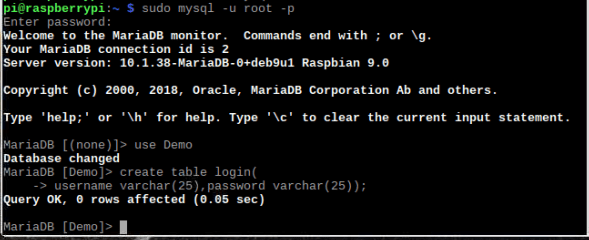 pi@raspberrypi:~ $ sudo mysql -u root -p
Enter password:
Welcome to the MariaDB monitor.  Commands end with ; or \g.
Your MariaDB connection id is 2
Server version: 10.1.38-MariaDB-0+deb9u1 Raspbian 9.0

Copyright (c) 2000, 2018, Oracle, MariaDB Corporation Ab and others.

Type 'help;' or '\h' for help. Type '\c' to clear the current input statement.

MariaDB [(none)]> use Demo
Database changed
MariaDB [Demo]> create table login(
    -> username varchar(25),password varchar(25));
Query OK, 0 rows affected (0.05 sec)

MariaDB [Demo]>